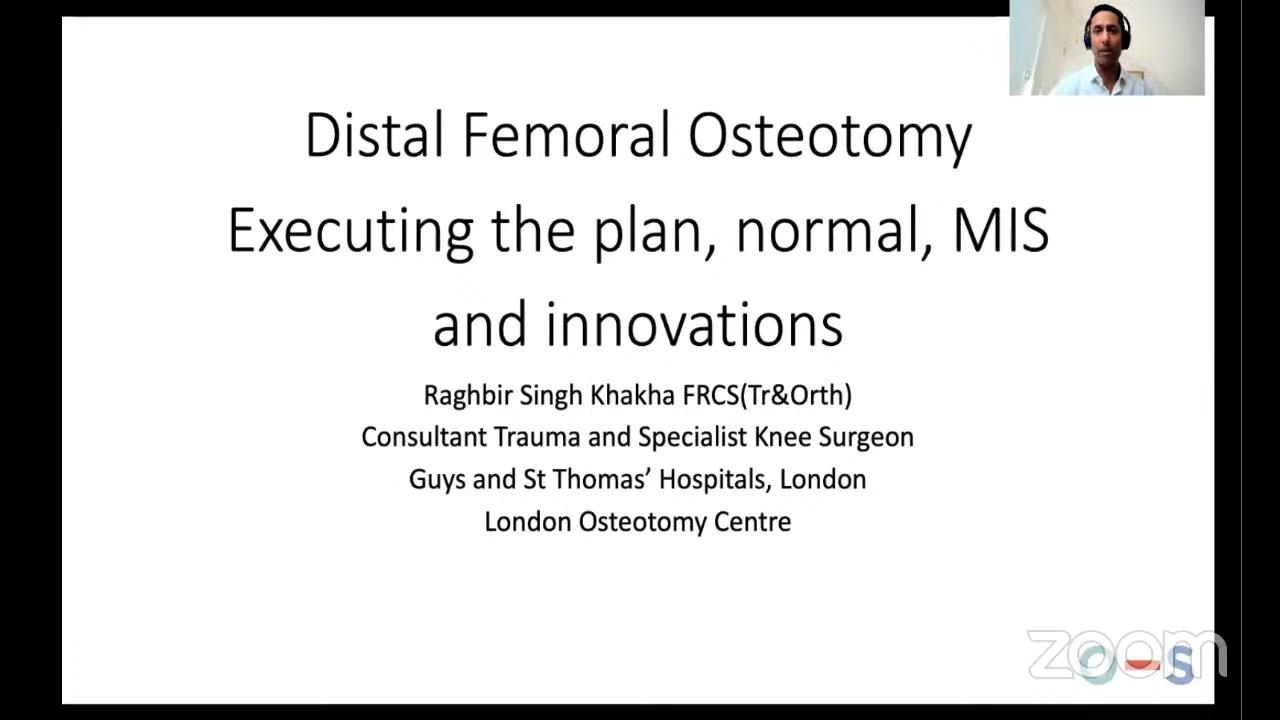 Distal Femoral Osteotomy
Executing the plan, normal, MIS
and innovations
Raghbir Singh Khakha FRCS(Tr&Orth)
Consultant Trauma and Specialist Knee Surgeon
Guys and St Thomas’ Hospitals, London
London Osteotomy Centre
zoom